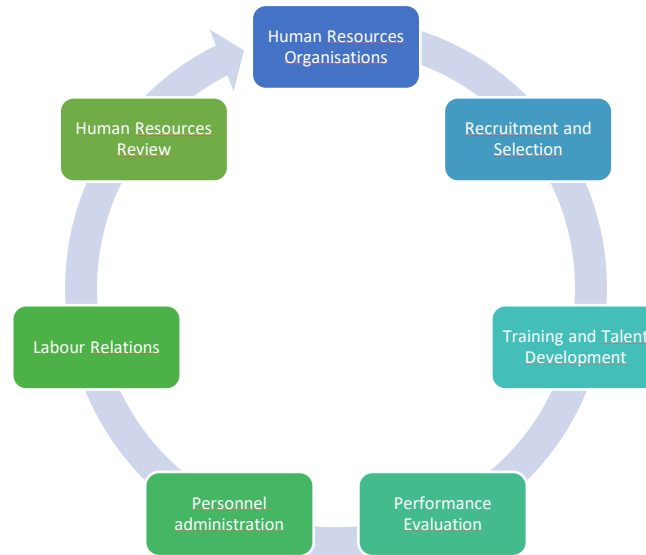 Human Resources
Organisations
Recruitment and
Selection
Training and Talent
Development
Performance
Evaluation
Personnel
administration
Labour Relations
Human Resources
Review